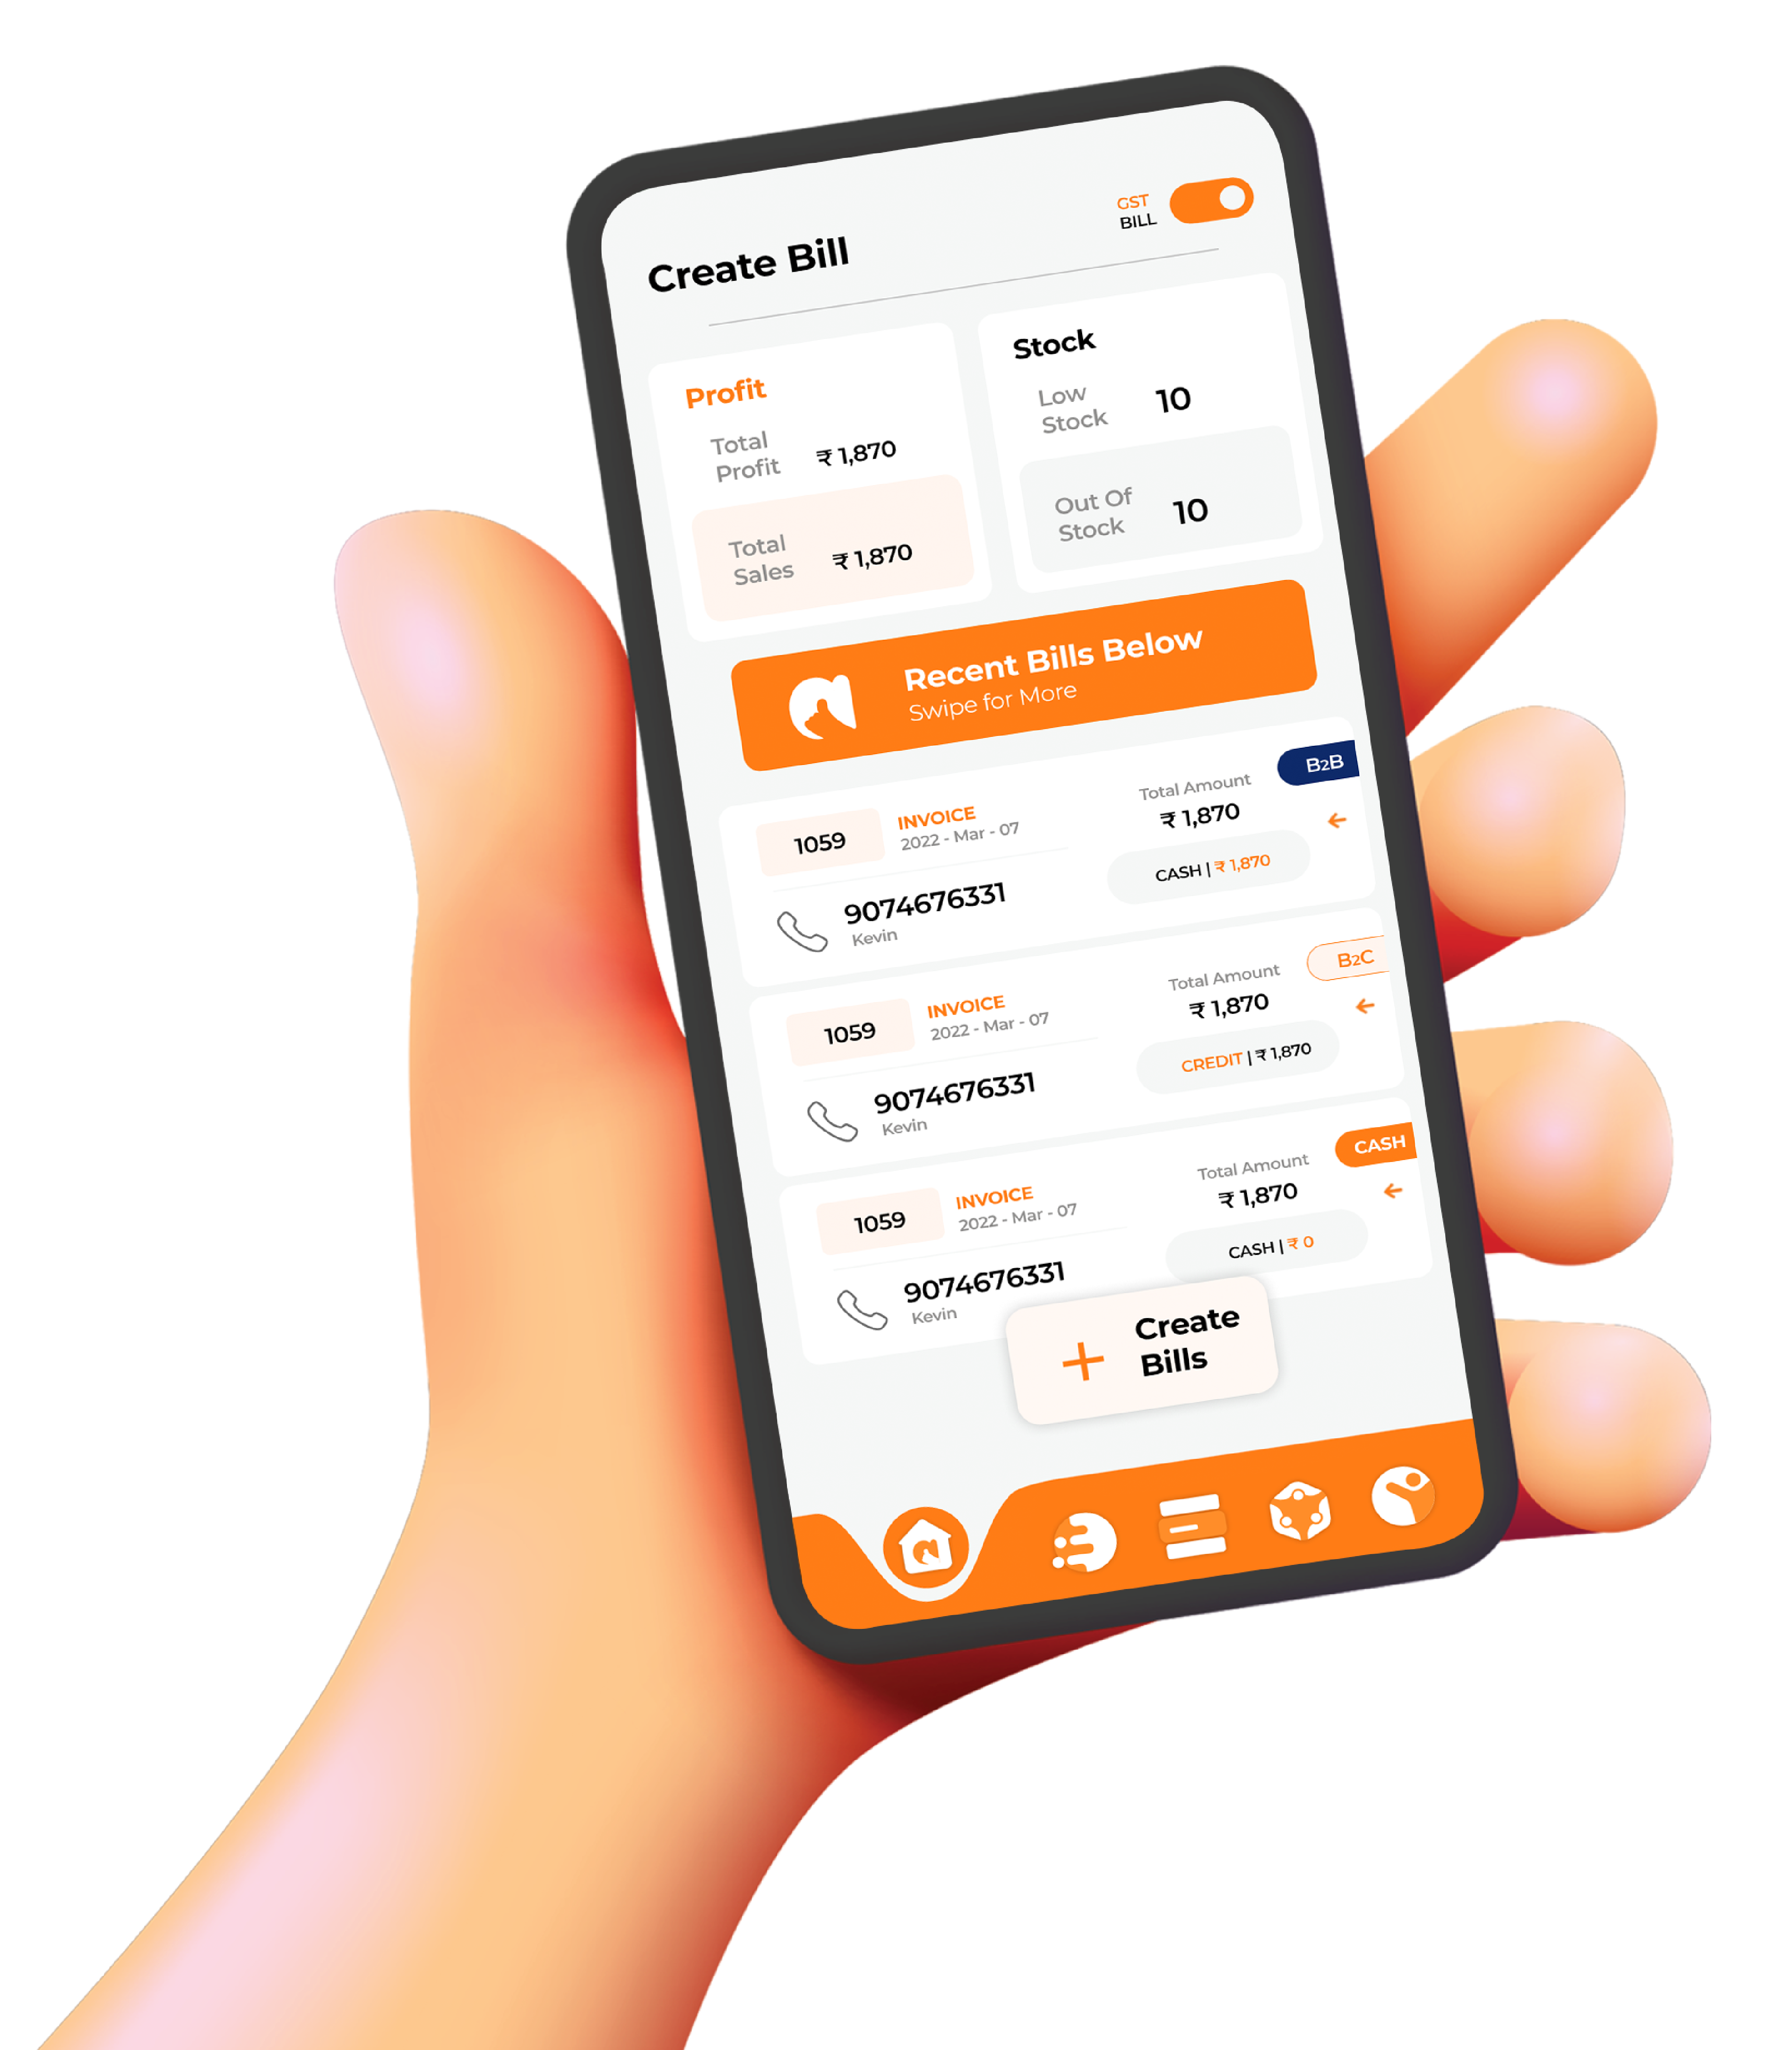 Create Bill
GST
BILL
Profit
Total
Profit
₹ 1,870
Total
Sales
₹ 1,870
Stock
Low
Stock
10
Out Of
Stock
10
Recent Bills Below
Swipe for More
1059
INVOICE
2022 - Mar - 07
9074676331
Kevin
Total Amount
₹ 1,870
B2B
CASH | ₹ 1,870
1059
INVOICE
2022 - Mar - 07
9074676331
Kevin
Total Amount
₹ 1,870
B2C
CREDIT | ₹ 1,870
1059
INVOICE
2022 - Mar - 07
9074676331
Kevin
Total Amount
₹ 1,870
CASH
CASH | ₹ 0
Create
Bills